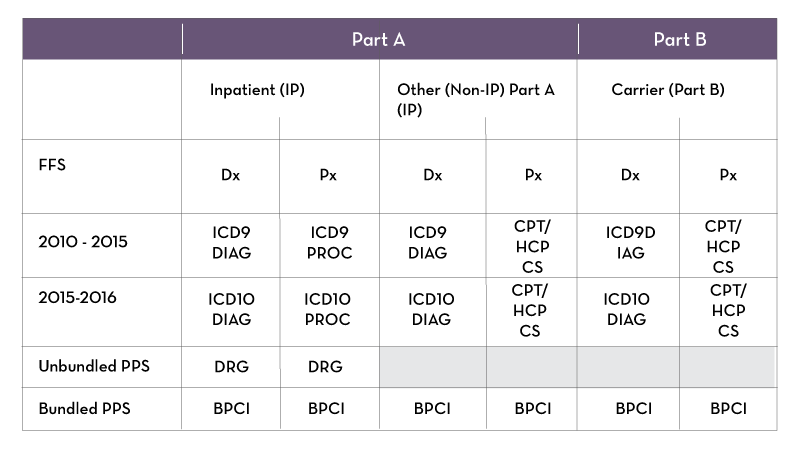 Part A Part B
Inpatient (IP) Other (Non-IP) Part A Carrier (Part B)
(IP)
FFS Dx Px Dx Px Dx Px
2010 - 2015
ICD9
DIAG
ICD9
PROC
ICD9
DIAG
CPT/
HCP
CS
ICD9D
IAG
CPT/
HCP
CS
2015-2016
ICD10
DIAG
ICD10
PROC
ICD10
DIAG
CPT/
HCP
CS
ICD10
DIAG
CPT/
HCP
CS
Unbundled PPS DRG DRG
Bundled PPS BPCI BPCI BPCI BPCI BPCI BPCI